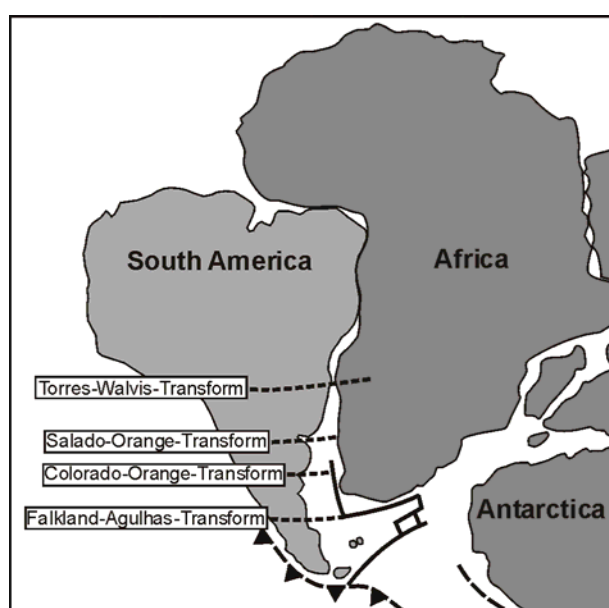 South America
Africa
Torres-Walvis-Transform
Salado-Orange-Transform
Colorado-Orange-Transform
Falkland-Agulhas-Transform
Antarctica